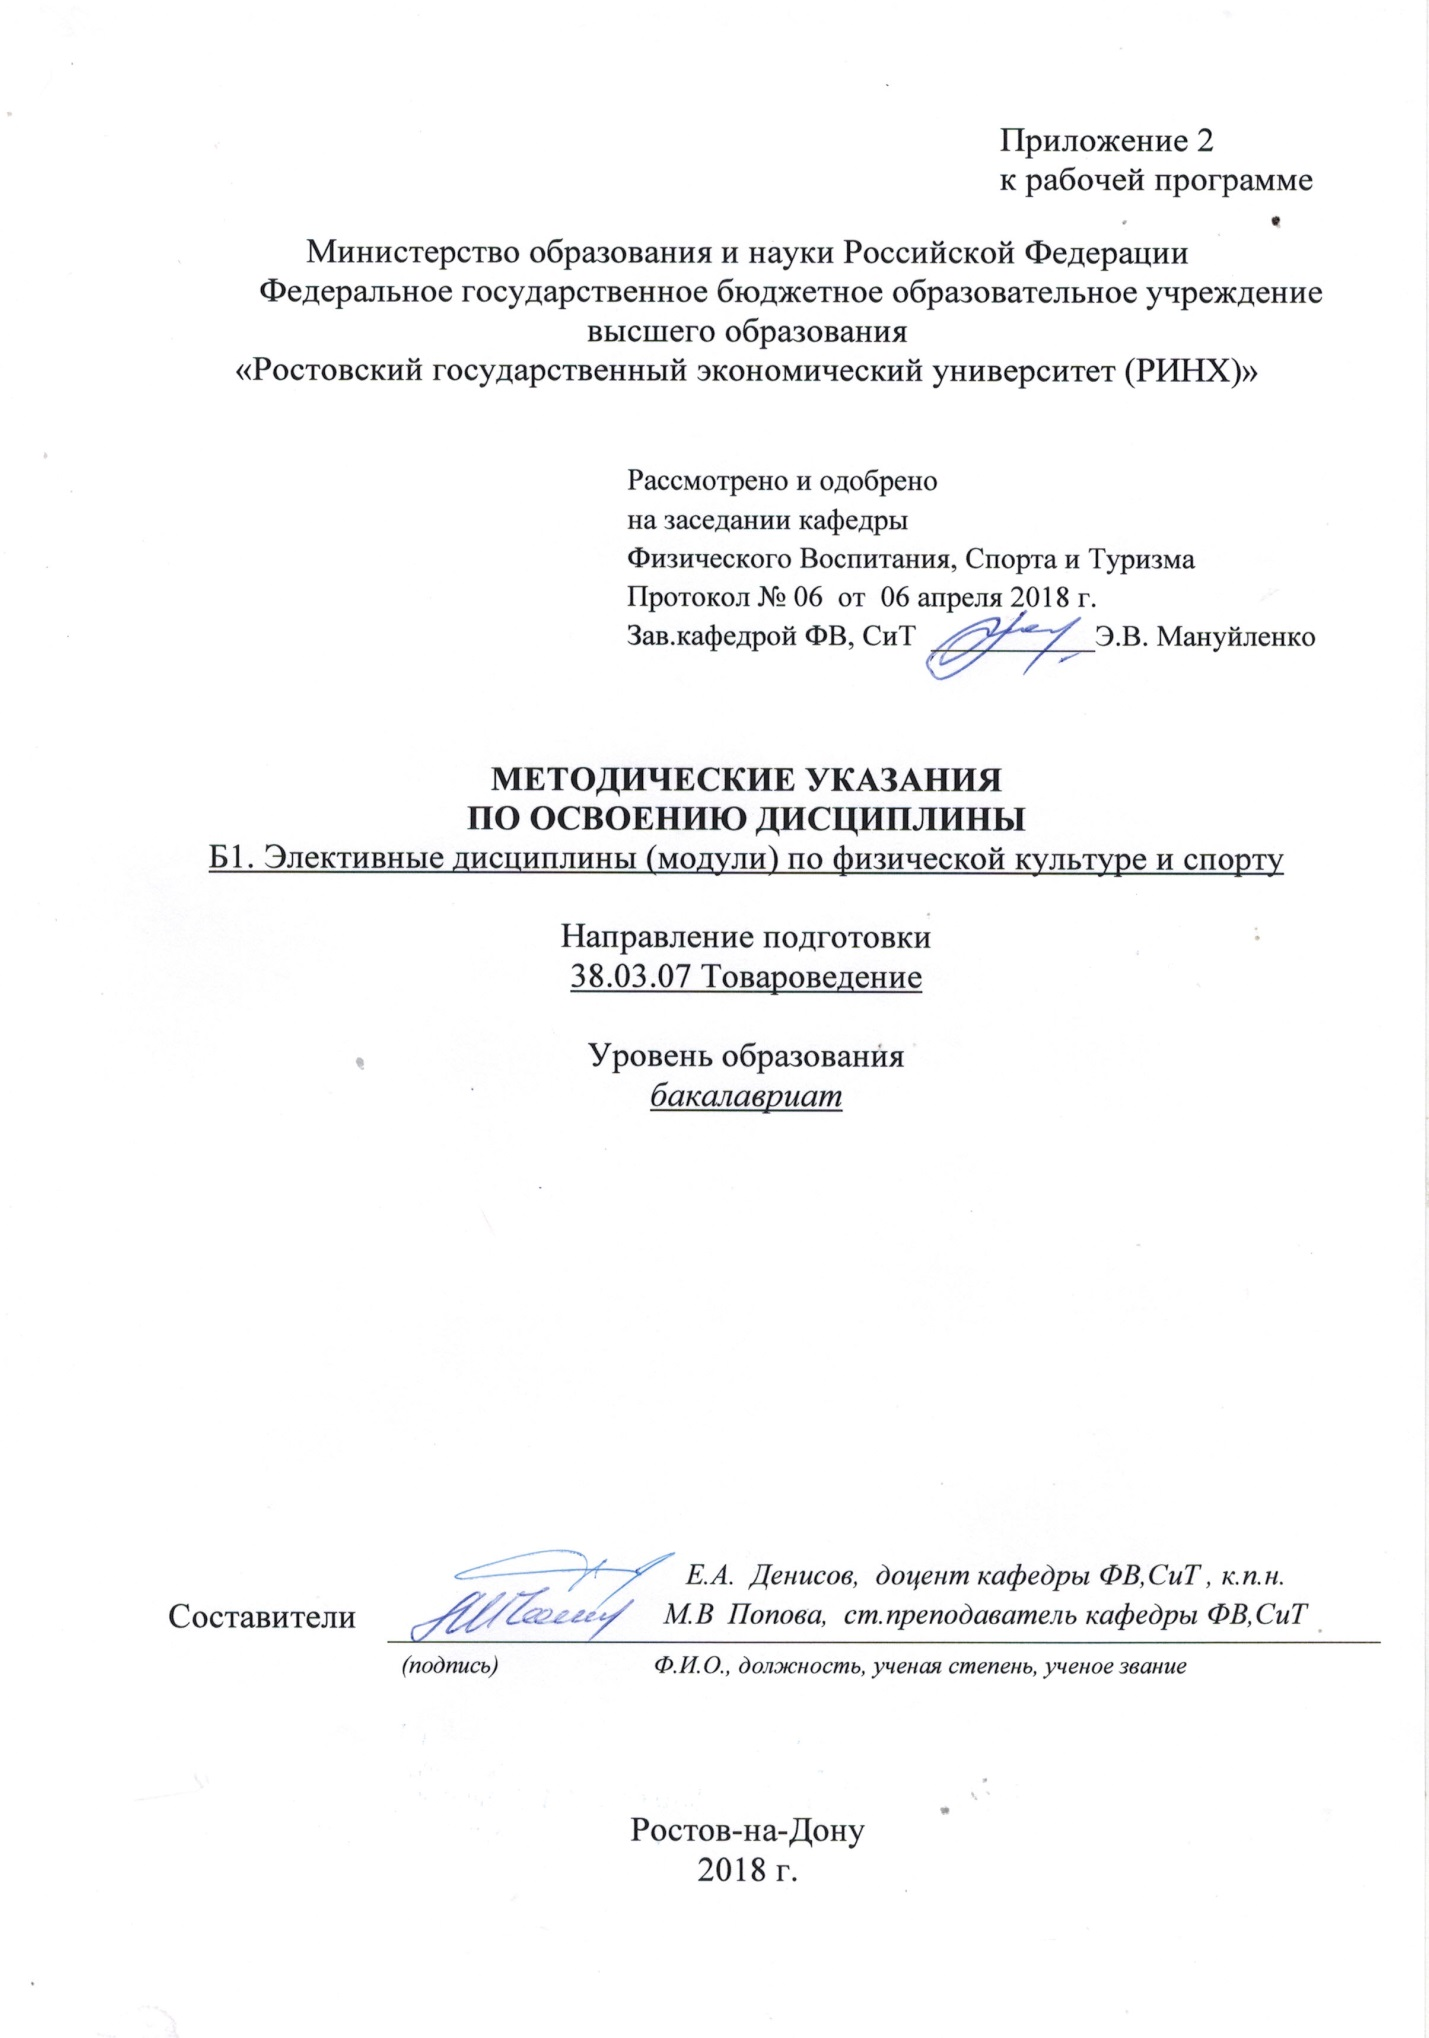 Приложение 2
к рабочей программе
Министерство образования и науки Российской Федерации
Федеральное государственное бюджетное образовательное учреждение
высшего образования
«Ростовский государственный экономический университет (РИНХ)»
Рассмотрено и одобрено
на заседании кафедры
Физического Воспитания, Спорта и Туризма
Протокол № 06 от 06 апреля 2018 г.
Зав.кафедрой ФВ, СиТ ____________Э.В. Мануйленко
МЕТОДИЧЕСКИЕ УКАЗАНИЯ
ПО ОСВОЕНИЮ ДИСЦИПЛИНЫ
Б1. Элективные дисциплины (модули) по физической культуре и спорту
Направление подготовки
38.03.07 Товароведение
Уровень образования
бакалавриат
Е.А. Денисов, доцент кафедры ФВ,СиТ , к.п.н.
Составители М.В Попова, ст.преподаватель кафедры ФВ,СиТ
(подпись) Ф.И.О., должность, ученая степень, ученое звание
Ростов-на-Дону
2018 г.